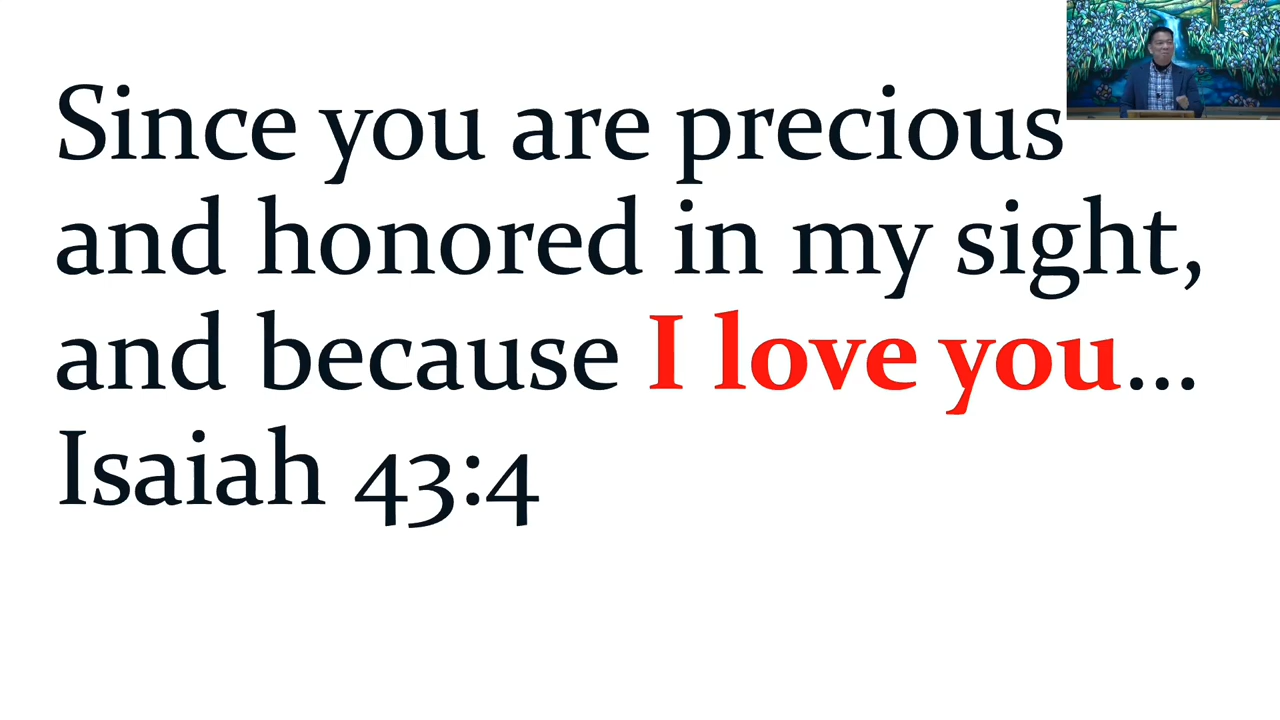 Since you are precious
and honored in my sight,
and because I love you...
Isaiah 43:4